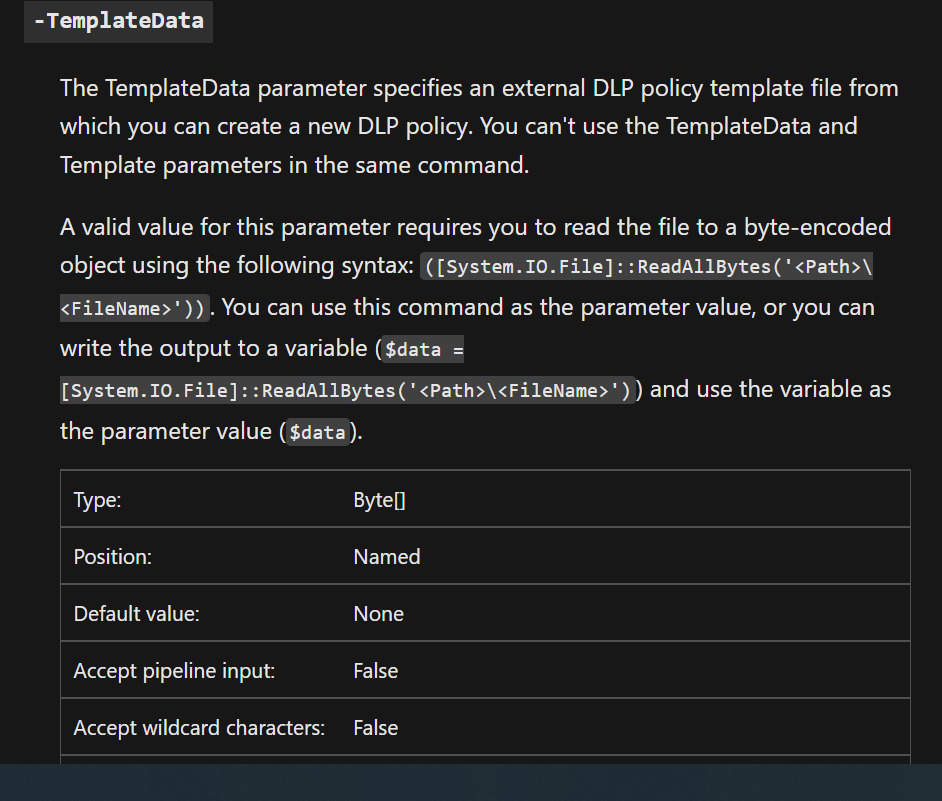 -TemplateData
The TemplateData parameter specifies an external DLP policy template file from
which you can create a new DLP policy. You can't use the TemplateData and
Template parameters in the same command.
A valid value for this parameter requires you to read the file to a byte-encoded
object using the following syntax: ([System.IO.File]::ReadAllBytes('<Path>\
<FileName>')). You can use this command as the parameter value, or you can
write the output to a variable ($data =
[System.IO.File]::ReadAllBytes('<Path>\<FileName>')) and use the variable as
the parameter value ($data).
Type: Byte[]
Position: Named
Default value: None
Accept pipeline input: False
Accept wildcard characters: False